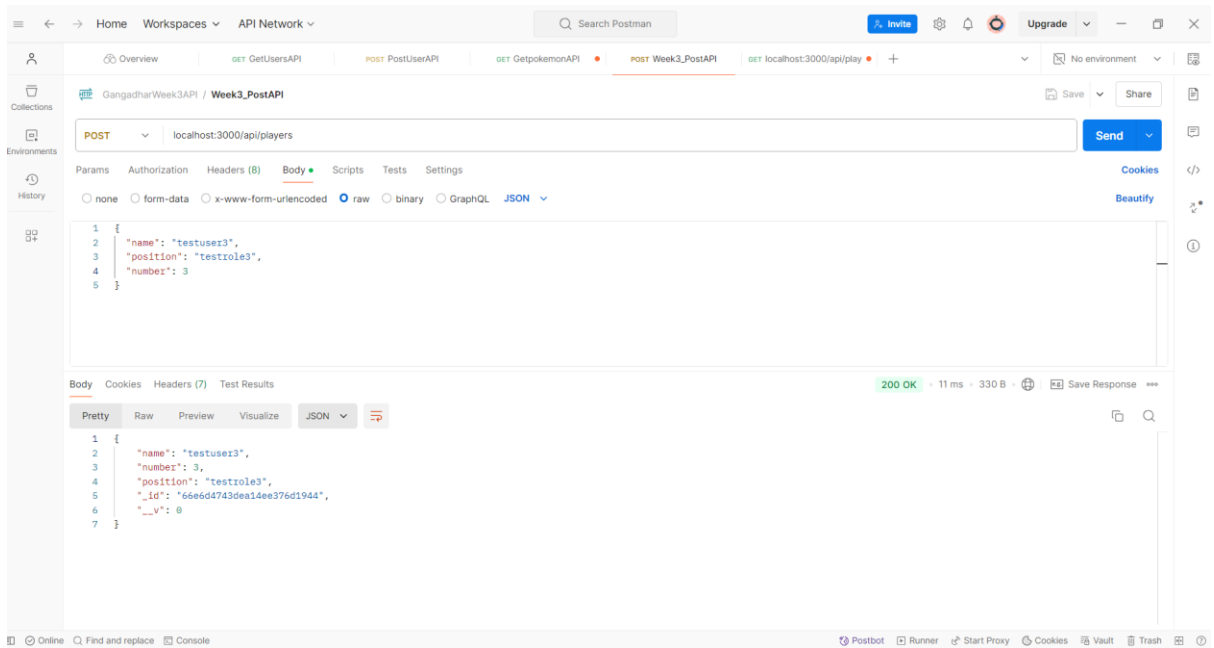 Home Workspaces API Network Search Postman Invite Upgrade
Overview GET GetUsersAPI POST PostUserAPI GET GetpokemonAPI POST Week3_PostAPI GET localhost:3000/api/play + No environment
Collections
Environments
History
HTTP GangadharWeek3API / Week3_PostAPI Save Share
POST localhost:3000/api/players Send
Params Authorization Headers (8) Body Scripts Tests Settings Cookies
none form-data x-www-form-urlencoded raw binary GraphQL JSON Beautify
1 {
2 "name": "testuser3",
3 "position": "testrole3",
4 "number": 3
5 }
Body Cookies Headers (7) Test Results 200 OK 11 ms 330 B Save Response
Pretty Raw Preview Visualize JSON
1 {
2 "name": "testuser3",
3 "number": 3,
4 "position": "testrole3",
5 "_id": "66e6d4743dea14ee376d1944",
6 "__v": 0
7 }
Online Find and replace Console Postbot Runner Start Proxy Cookies Vault Trash